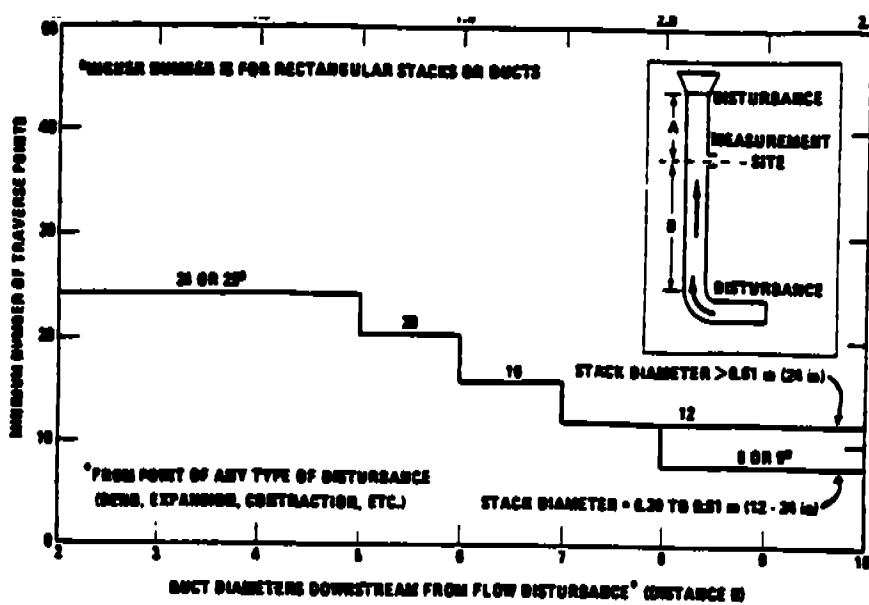 2.0
50
ᵃHIGHER NUMBER IS FOR RECTANGULAR STACKS OR DUCTS
DISTURBANCE
A
MEASUREMENT
SITE
B
DISTURBANCE
40
30
20
10
0
MINIMUM NUMBER OF TRAVERSE POINTS
24 OR 25ᵃ
20
16
STACK DIAMETER > 0.61 m (24 in)
12
8 OR 9ᵃ
*FROM POINT OF ANY TYPE OF DISTURBANCE
(BEND, EXPANSION, CONTRACTION, ETC.)
STACK DIAMETER = 0.30 TO 0.61 m (12 - 24 in)
2 3 4 5 6 7 8 9 10
DUCT DIAMETERS DOWNSTREAM FROM FLOW DISTURBANCE* (DISTANCE B)